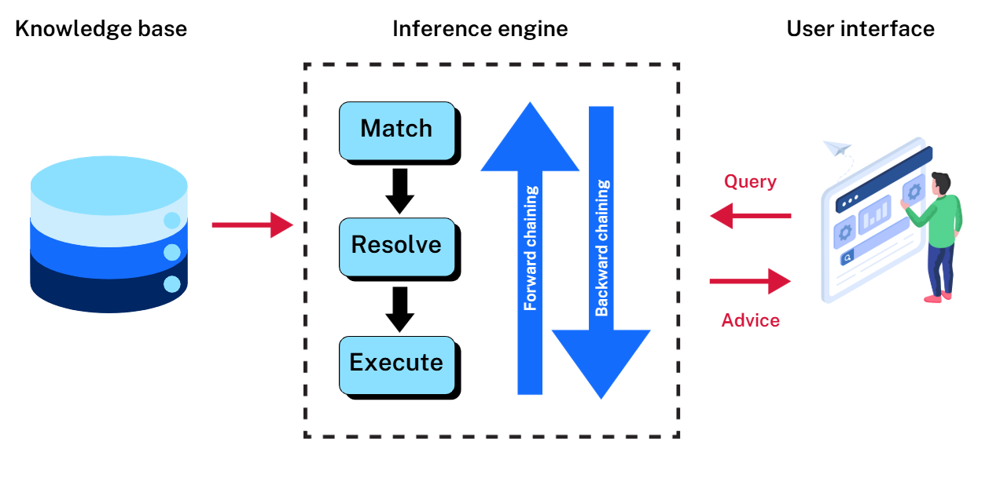 Knowledge base
Inference engine
User interface
Match
Resolve
Execute
Forward chaining
Backward chaining
Query
Advice